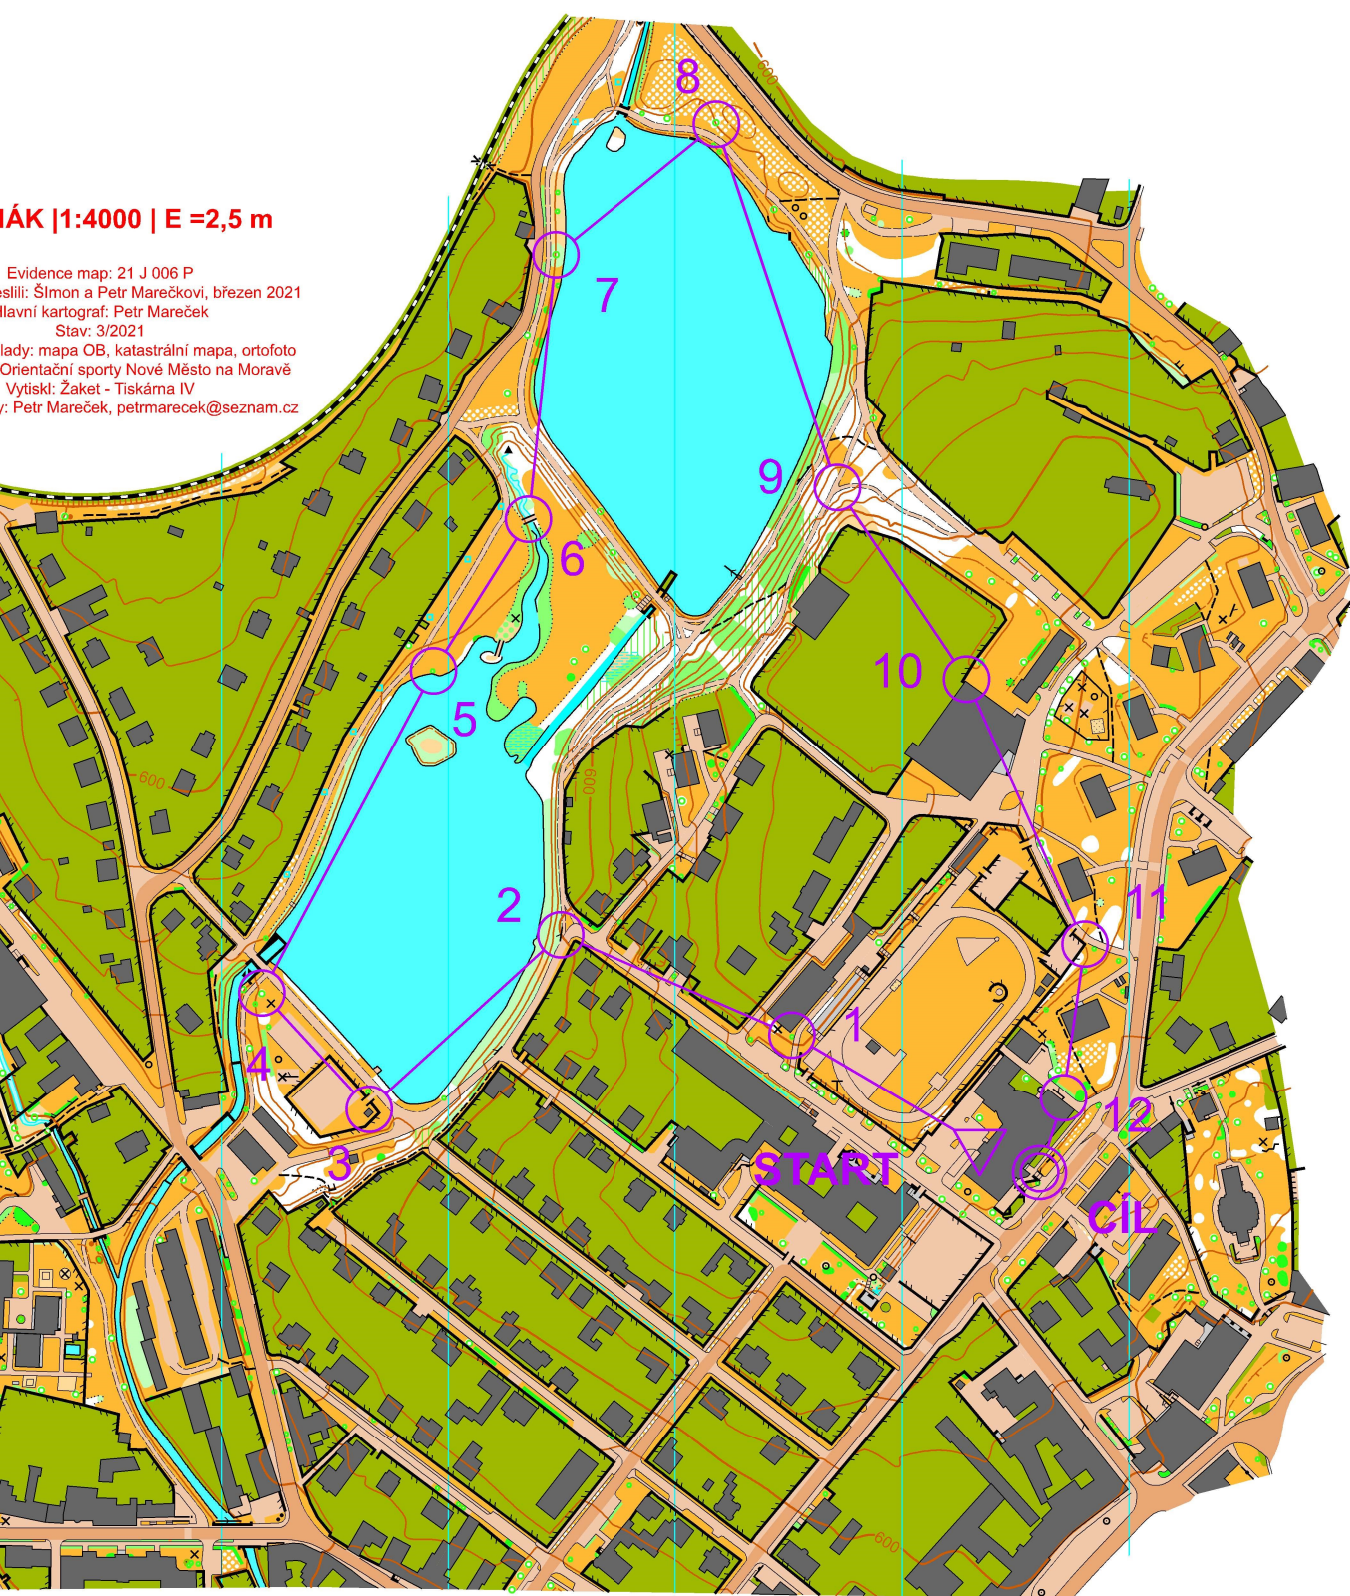 ÁK |1:4000 | E =2,5 m
Evidence map: 21 J 006 P
slili: ŠImon a Petr Marečkovi, březen 2021
lavní kartograf: Petr Mareček
Stav: 3/2021
lady: mapa OB, katastrální mapa, ortofoto
Orientační sporty Nové Město na Moravě
Vytiskl: Žaket - Tiskárna IV
: Petr Mareček, petrmarecek@seznam.cz
8
600
7
9
6
10
5
600
600
2
11
1
4
12
3
START
CÍL
600